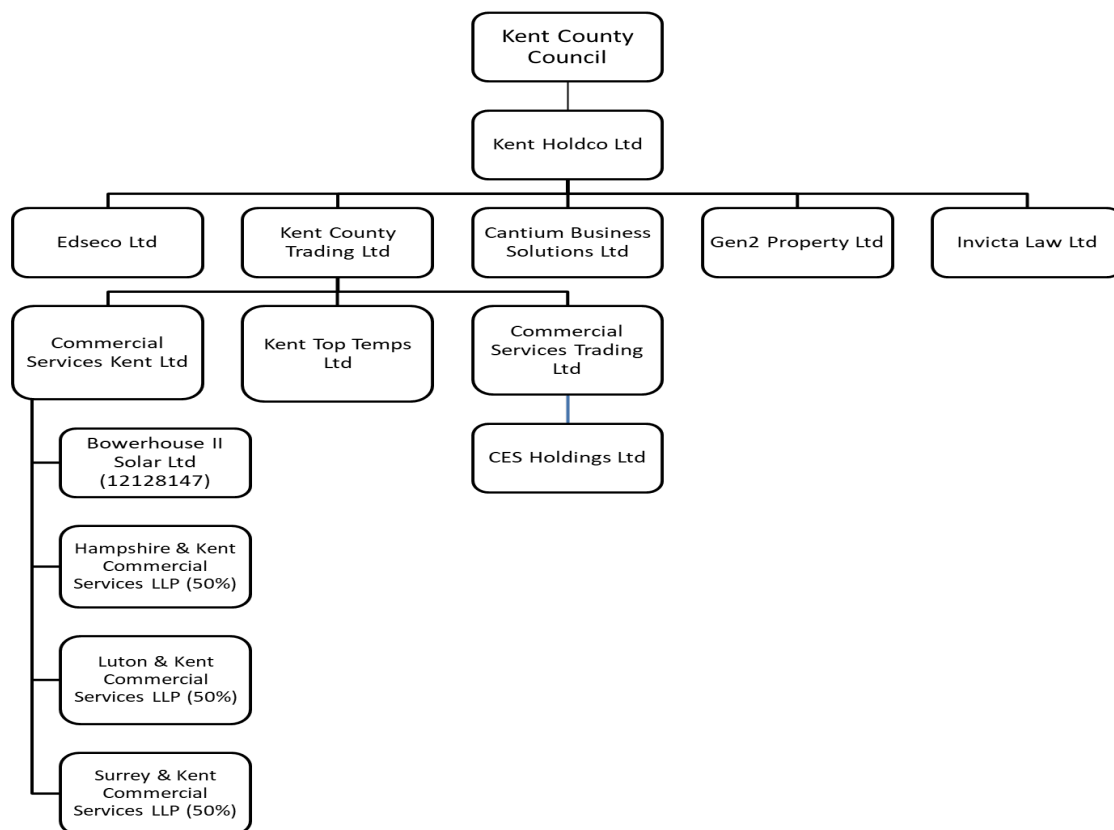 Kent County
Council
Kent Holdco Ltd
Edseco Ltd
Kent County
Trading Ltd
Cantium Business
Solutions Ltd
Gen2 Property Ltd
Invicta Law Ltd
Commercial
Services Kent Ltd
Kent Top Temps
Ltd
Commercial
Services Trading
Ltd
Bowerhouse II
Solar Ltd
(12128147)
CES Holdings Ltd
Hampshire & Kent
Commercial
Services LLP (50%)
Luton & Kent
Commercial
Services LLP (50%)
Surrey & Kent
Commercial
Services LLP (50%)